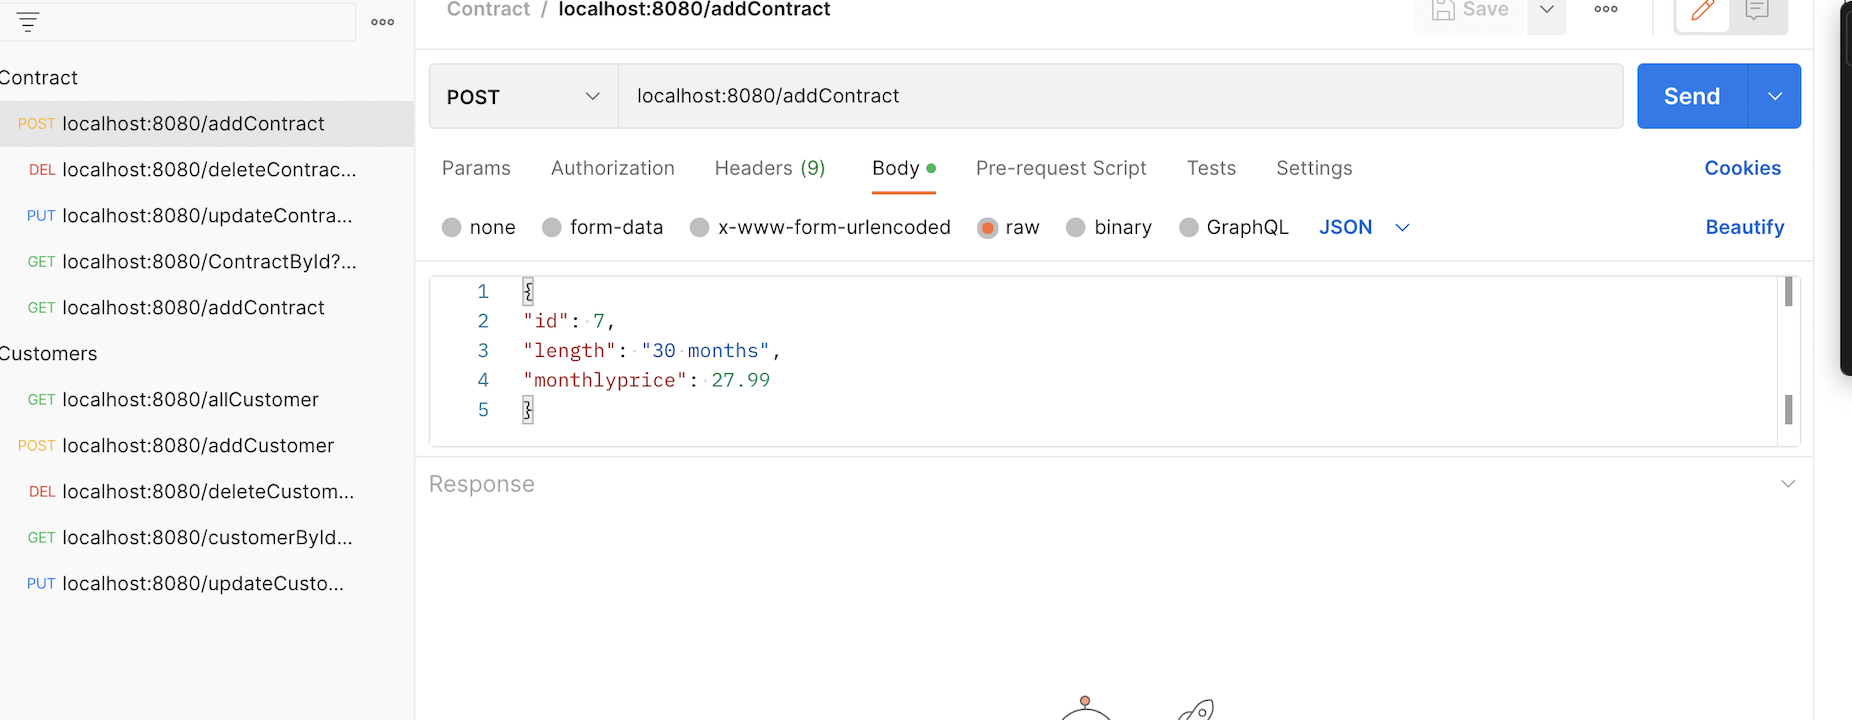 Contract / localhost:8080/addContract
Save
Contract
POST localhost:8080/addContract
DEL localhost:8080/deleteContrac...
PUT localhost:8080/updateContra...
GET localhost:8080/ContractById?...
GET localhost:8080/addContract
Customers
GET localhost:8080/allCustomer
POST localhost:8080/addCustomer
DEL localhost:8080/deleteCustom...
GET localhost:8080/customerById...
PUT localhost:8080/updateCusto...
POST localhost:8080/addContract Send
Params Authorization Headers (9) Body Pre-request Script Tests Settings Cookies
none form-data x-www-form-urlencoded raw binary GraphQL JSON Beautify
1 {
2 "id": 7,
3 "length": "30 months",
4 "monthlyprice": 27.99
5 }
Response